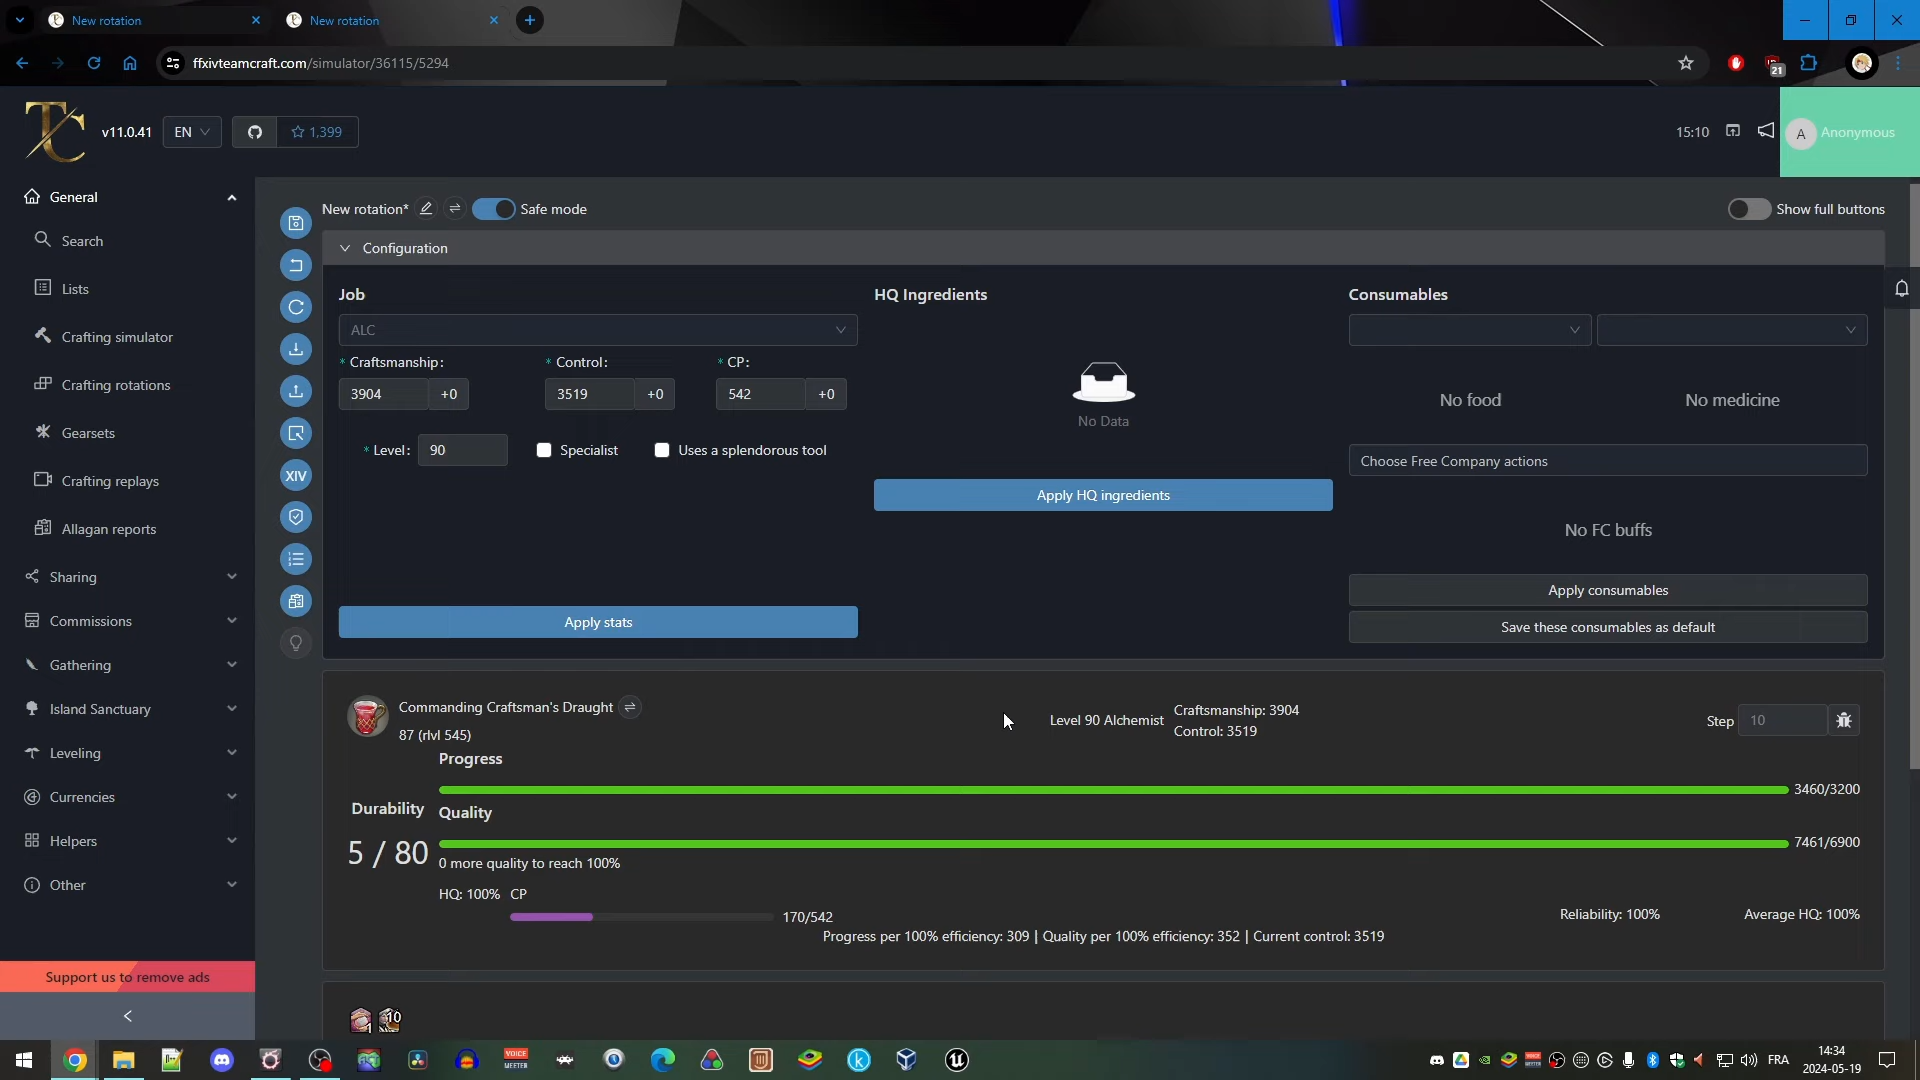 New rotation
New rotation
ffxivteamcraft.com/simulator/36115/5294
21
TC
v11.0.41
EN
1,399
15:10
A
Anonymous
General
Search
Lists
Crafting simulator
Crafting rotations
Gearsets
Crafting replays
Allagan reports
Sharing
Commissions
Gathering
Island Sanctuary
Leveling
Currencies
Helpers
Other
Support us to remove ads
XIV
New rotation*
Safe mode
Show full buttons
Configuration
Job
ALC
* Craftsmanship:
* Control:
* CP:
3904
+0
3519
+0
542
+0
* Level:
90
Specialist
Uses a splendorous tool
Apply stats
HQ Ingredients
No Data
Apply HQ ingredients
Consumables
No food
No medicine
Choose Free Company actions
No FC buffs
Apply consumables
Save these consumables as default
Commanding Craftsman's Draught
87 (rlvl 545)
Level 90 Alchemist
Craftsmanship: 3904
Control: 3519
Step
10
Progress
3460/3200
Durability
Quality
5 / 80
7461/6900
0 more quality to reach 100%
HQ: 100%
CP
170/542
Reliability: 100%
Average HQ: 100%
Progress per 100% efficiency: 309 | Quality per 100% efficiency: 352 | Current control: 3519
1
10
VOICE
MEETER
FRA
14:34
2024-05-19